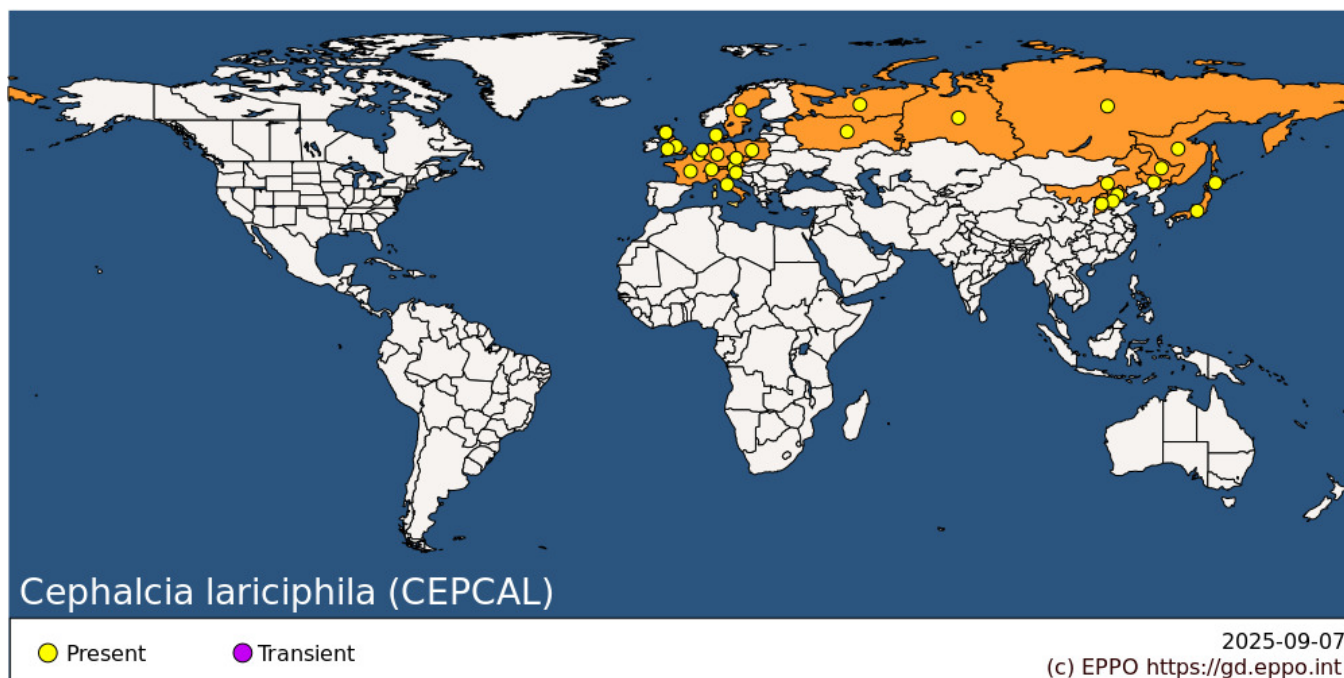 Cephalcia lariciphila (CEPCAL)
Present
Transient
2025-09-07
(c) EPPO https://gd.eppo.int